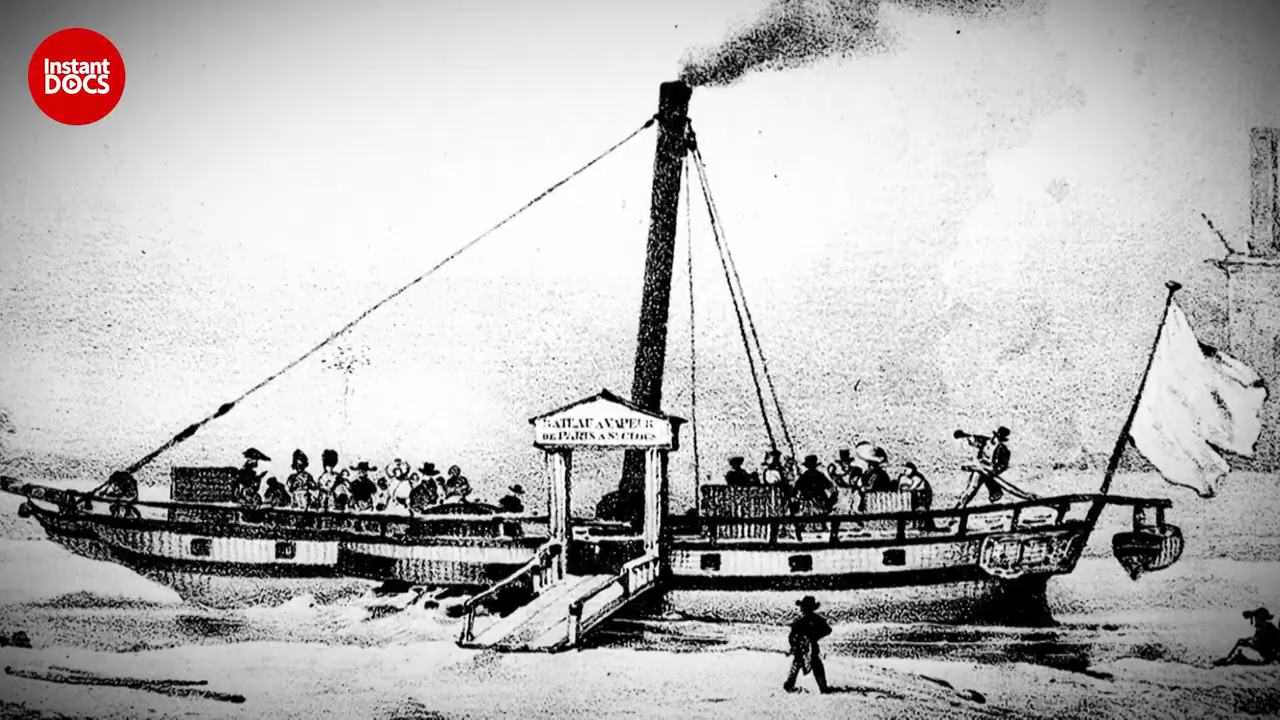 Instant
DOCS
BATEAU A VAPEUR
DE PARIS A St CLOUD